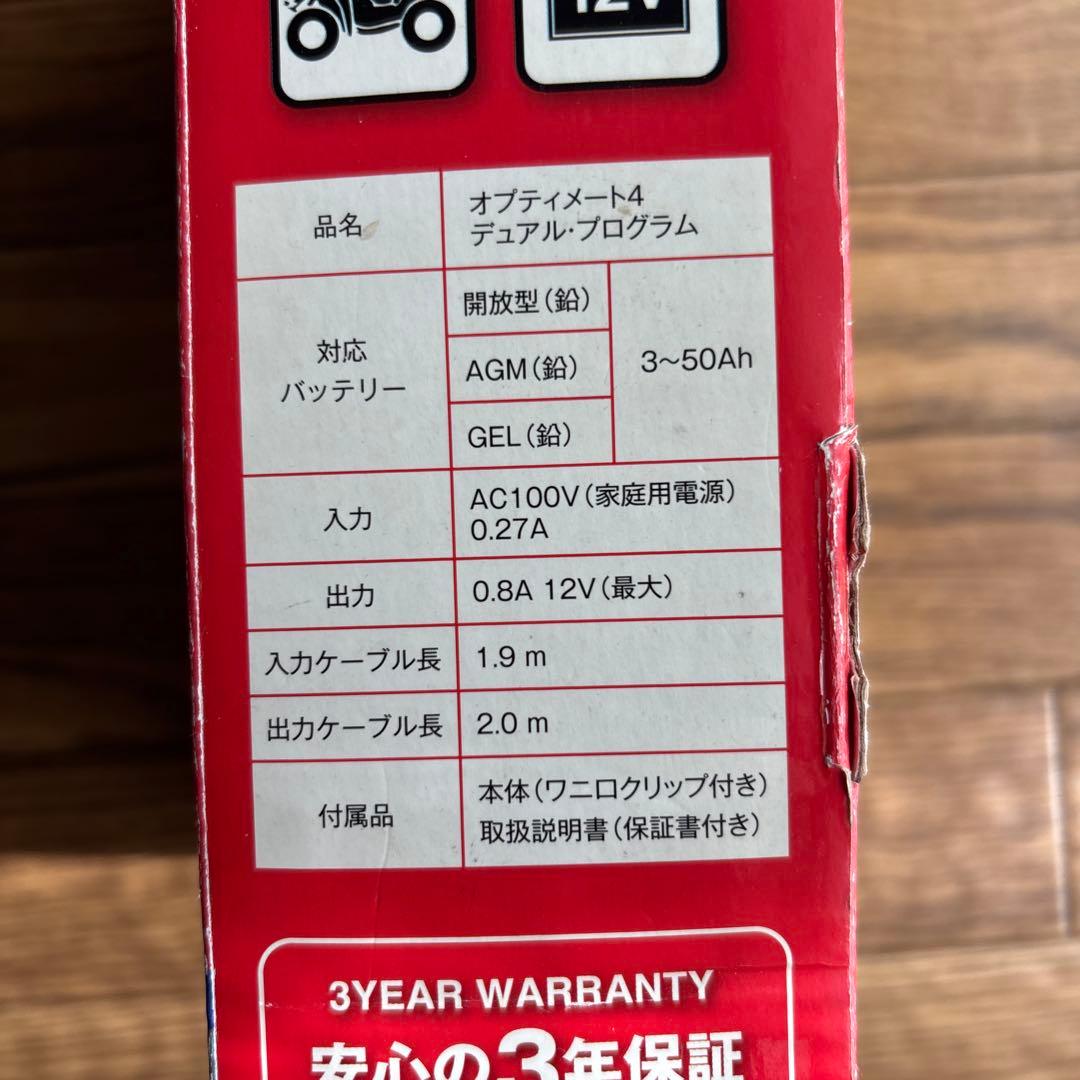 12V
品名
オプティメート4
デュアル・プログラム
対応
バッテリー
開放型(鉛)
AGM(鉛)
GEL(鉛)
3〜50Ah
入力
AC100V(家庭用電源)
0.27A
出力
0.8A 12V(最大)
入力ケーブル長
1.9 m
出力ケーブル長
2.0 m
付属品
本体(ワニ口クリップ付き)
取扱説明書(保証書付き)
3YEAR WARRANTY
安心の3年保証